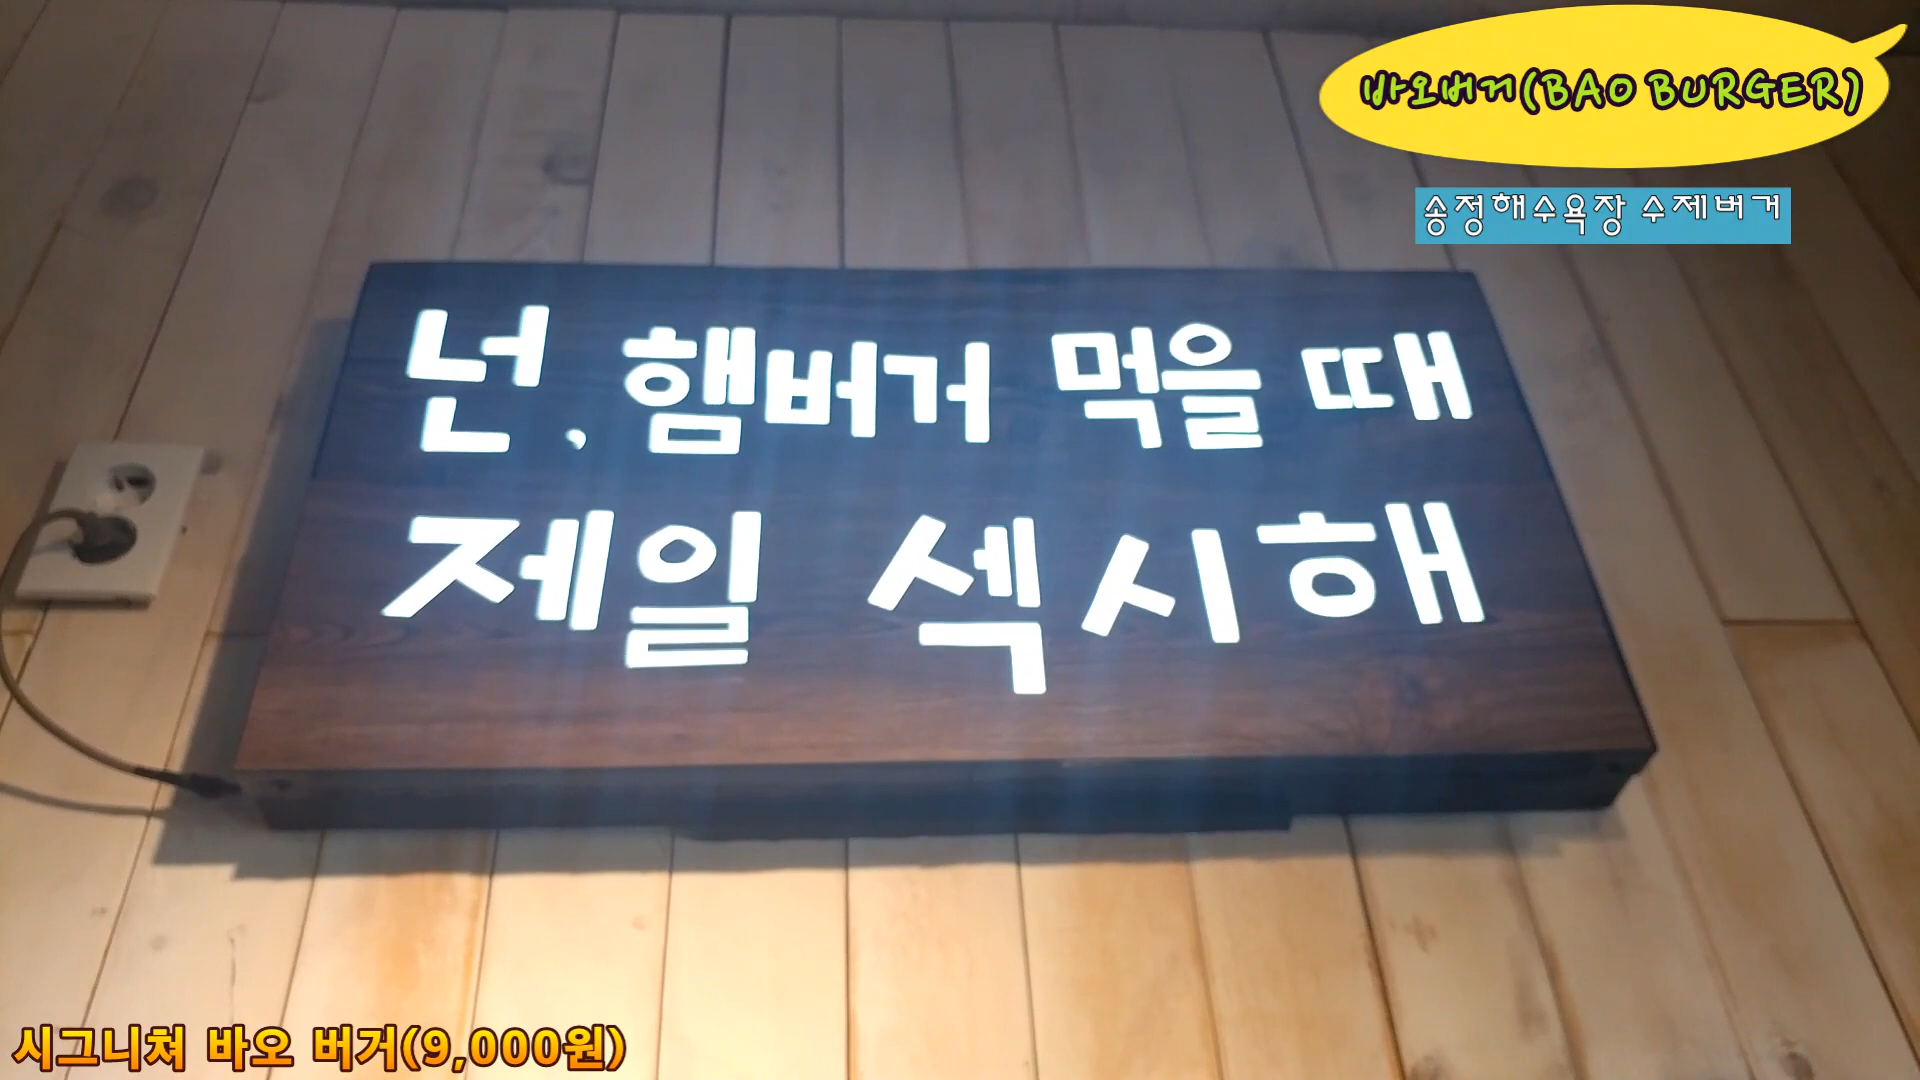 바오버거(BAO BURGER)
송정해수욕장 수제버거
넌, 햄버거 먹을 때
제일 섹시해
시그니쳐 바오 버거(9,000원)